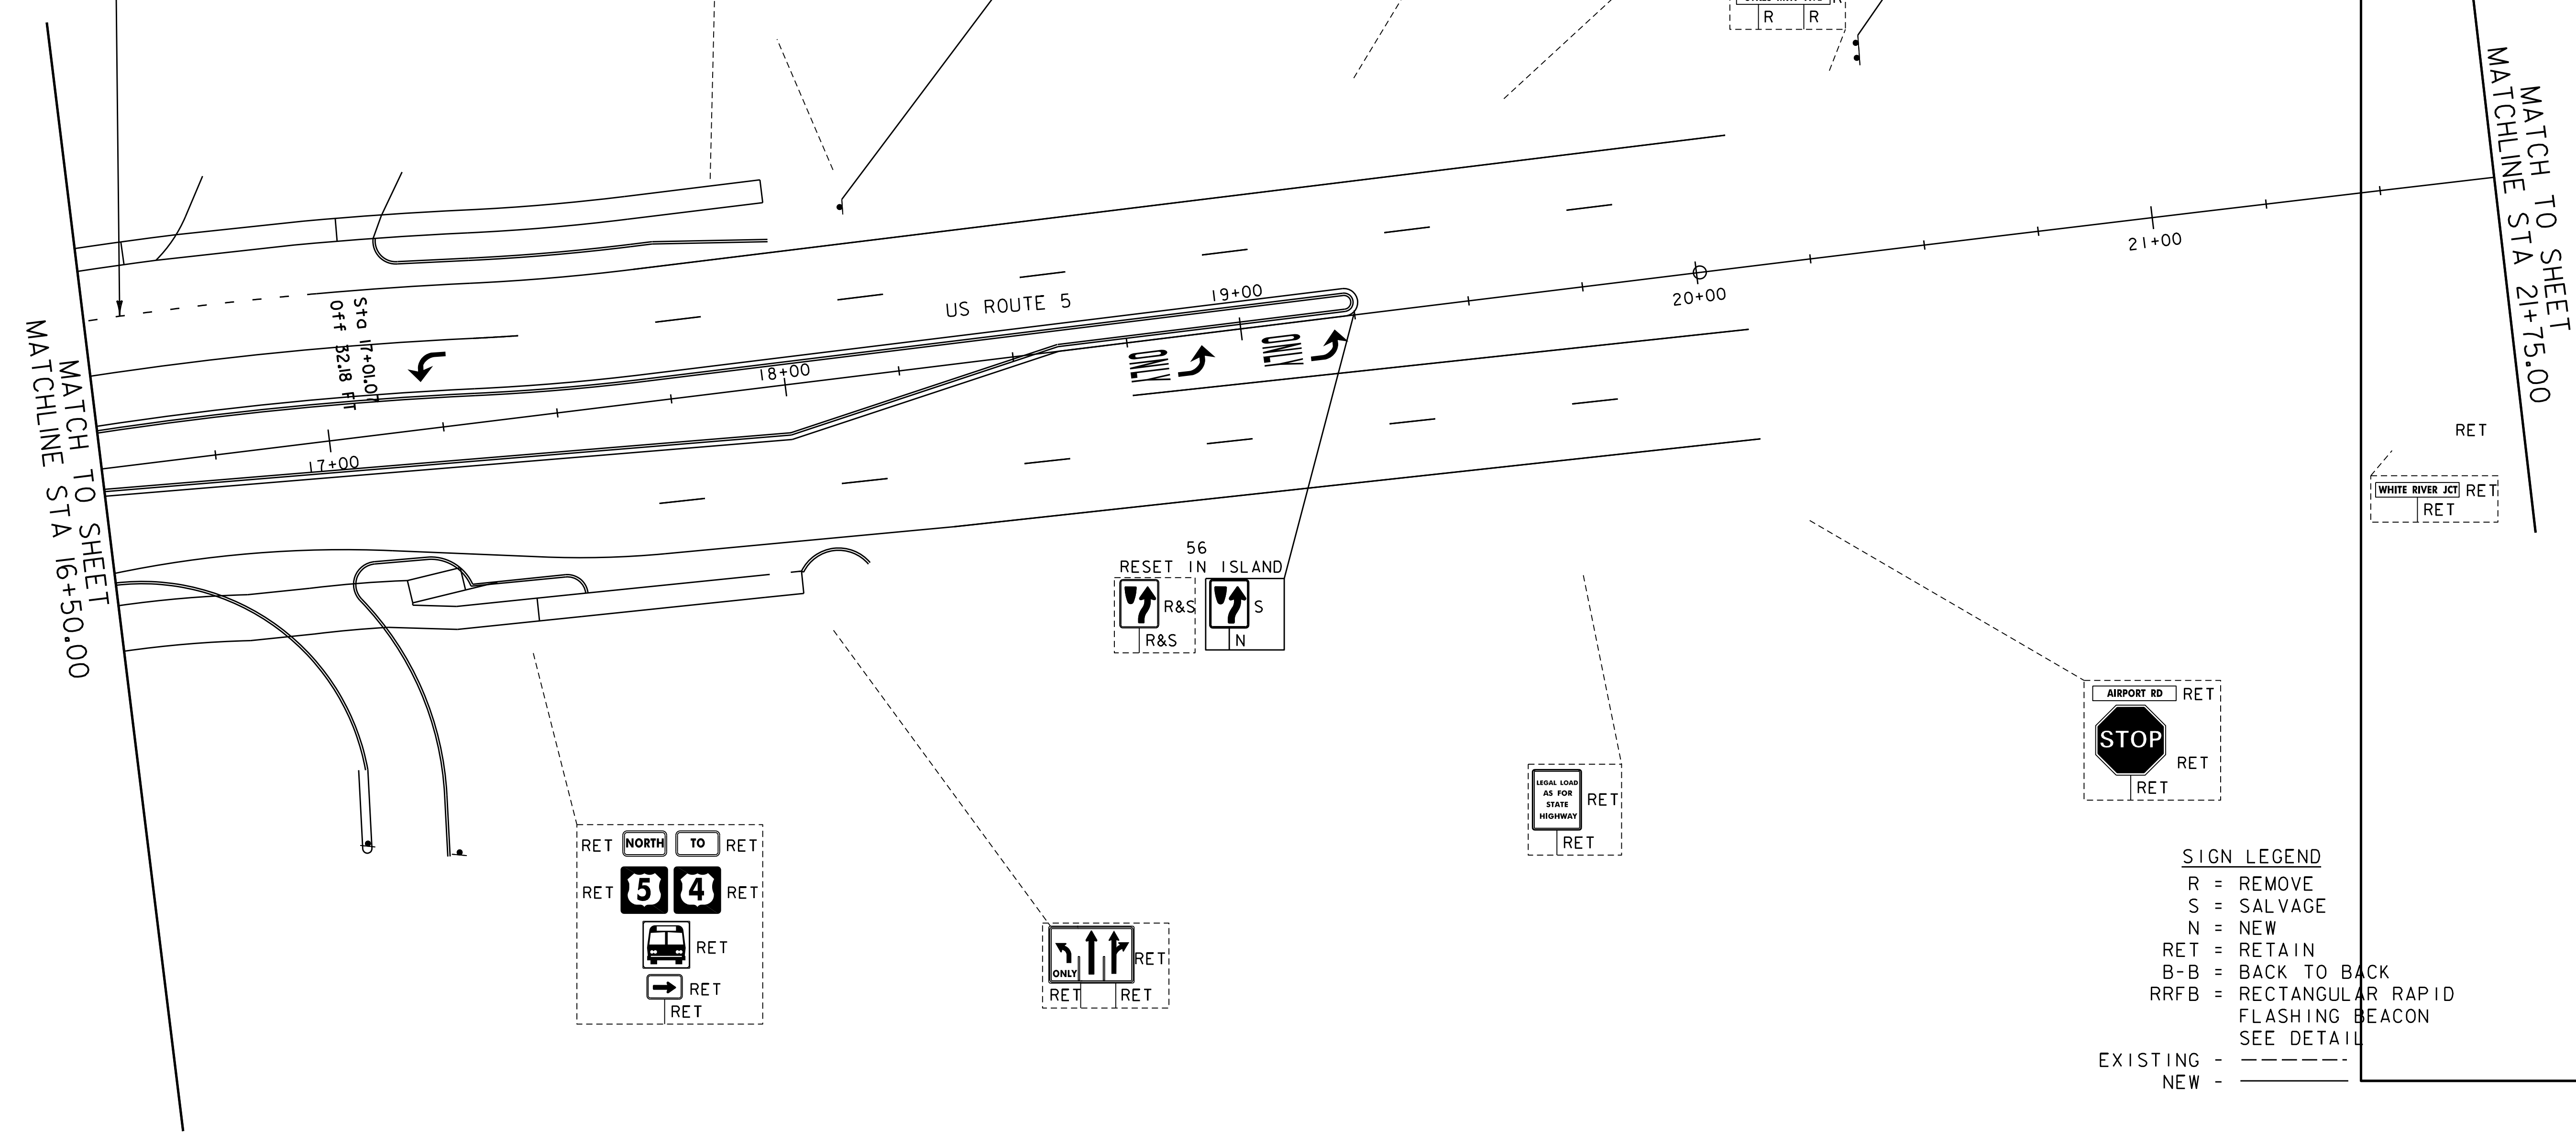 R R
MATCH TO SHEET
MATCHLINE STA 21+75.00
21+00
20+00
19+00
US ROUTE 5
Sta 17+01.07
Off 32.18 FT
ONLY
ONLY
18+00
17+00
MATCH TO SHEET
MATCHLINE STA 16+50.00
RET
WHITE RIVER JCT RET
RET
56
RESET IN ISLAND
R&S
R&S
S
N
AIRPORT RD RET
STOP
RET
RET
LEGAL LOAD
AS FOR
STATE
HIGHWAY
RET
RET
RET NORTH TO RET
RET 5 4 RET
RET
RET
RET
ONLY
RET
RET RET
SIGN LEGEND
R = REMOVE
S = SALVAGE
N = NEW
RET = RETAIN
B-B = BACK TO BACK
RRFB = RECTANGULAR RAPID
FLASHING BEACON
SEE DETAIL
EXISTING -
NEW -